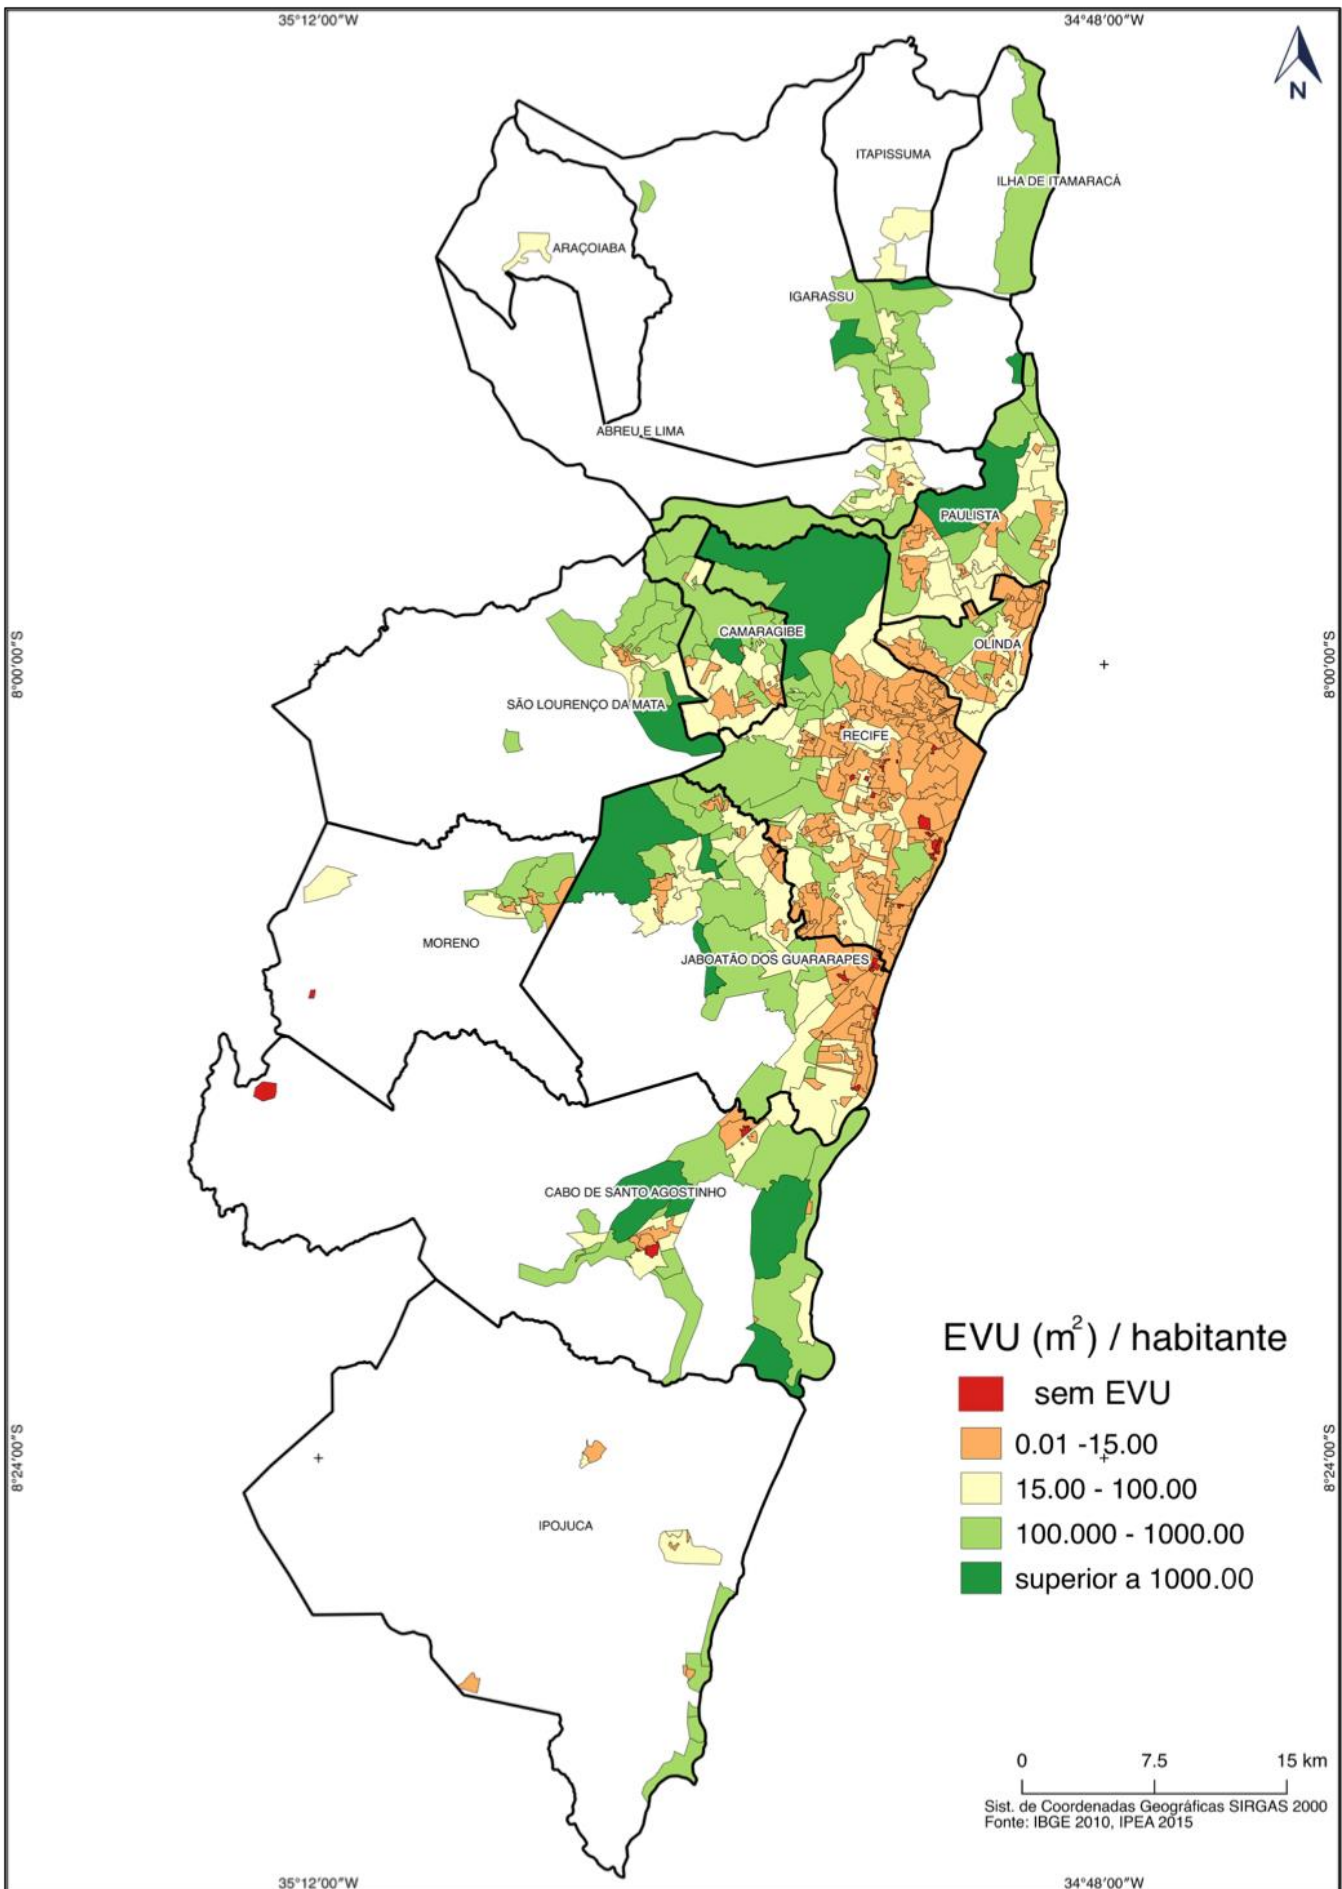 35°12'00"W
34°48'00"W
N
ITAPISSUMA
ILHA DE ITAMARACÁ
ARAÇOIABA
IGARASSU
ABREU E LIMA
PAULISTA
CAMARAGIBE
OLINDA
8°00'00"S
8°00'00"S
SÃO LOURENÇO DA MATA
RECIFE
MORENO
JABOATÃO DOS GUARARAPES
CABO DE SANTO AGOSTINHO
EVU (m²) / habitante
sem EVU
0.01 -15.00
15.00 - 100.00
100.000 - 1000.00
superior a 1000.00
8°24'00"S
8°24'00"S
IPOJUCA
0 7.5 15 km
Sist. de Coordenadas Geográficas SIRGAS 2000
Fonte: IBGE 2010, IPEA 2015
35°12'00"W
34°48'00"W